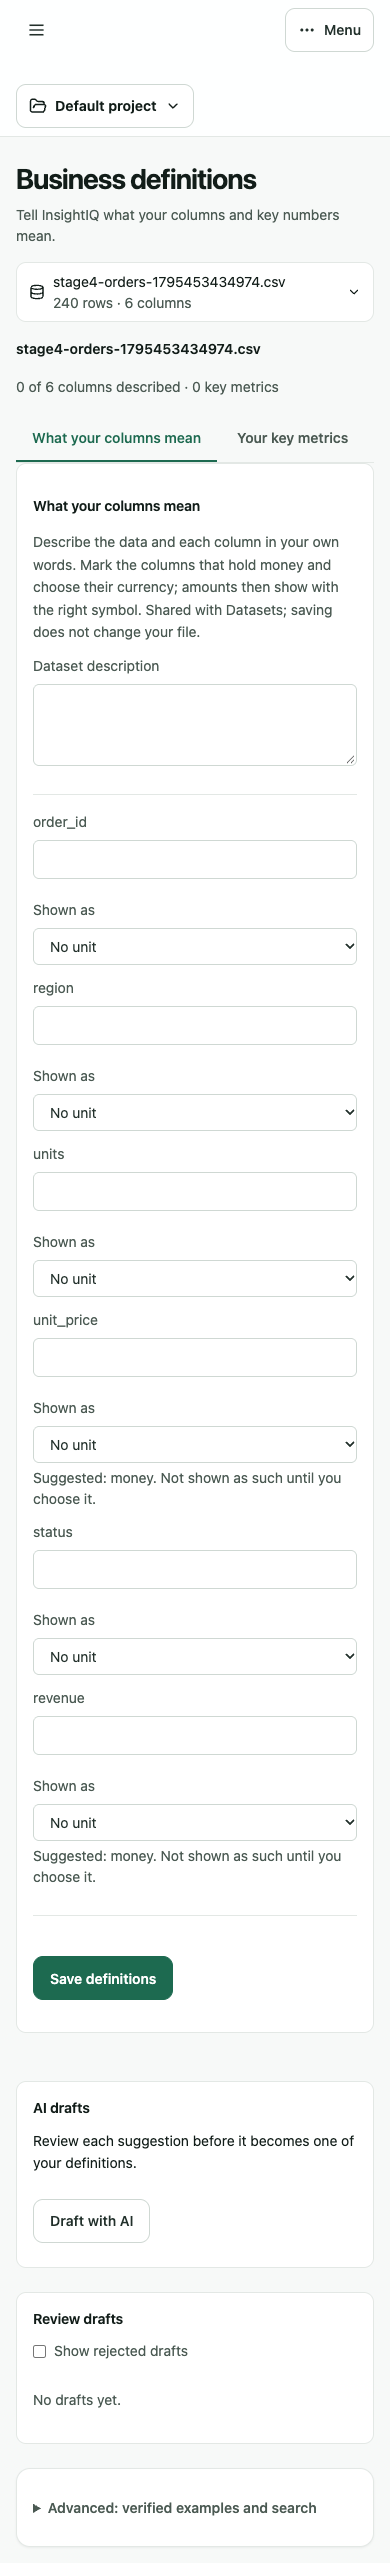 Menu
Default project
Business definitions
Tell InsightIQ what your columns and key numbers
mean.
stage4-orders-1795453434974.csv
240 rows · 6 columns
stage4-orders-1795453434974.csv
0 of 6 columns described · 0 key metrics
What your columns mean
Your key metrics
What your columns mean
Describe the data and each column in your own
words. Mark the columns that hold money and
choose their currency; amounts then show with
the right symbol. Shared with Datasets; saving
does not change your file.
Dataset description
order_id
Shown as
No unit
region
Shown as
No unit
units
Shown as
No unit
unit_price
Shown as
No unit
Suggested: money. Not shown as such until you
choose it.
status
Shown as
No unit
revenue
Shown as
No unit
Suggested: money. Not shown as such until you
choose it.
Save definitions
AI drafts
Review each suggestion before it becomes one of
your definitions.
Draft with AI
Review drafts
Show rejected drafts
No drafts yet.
Advanced: verified examples and search